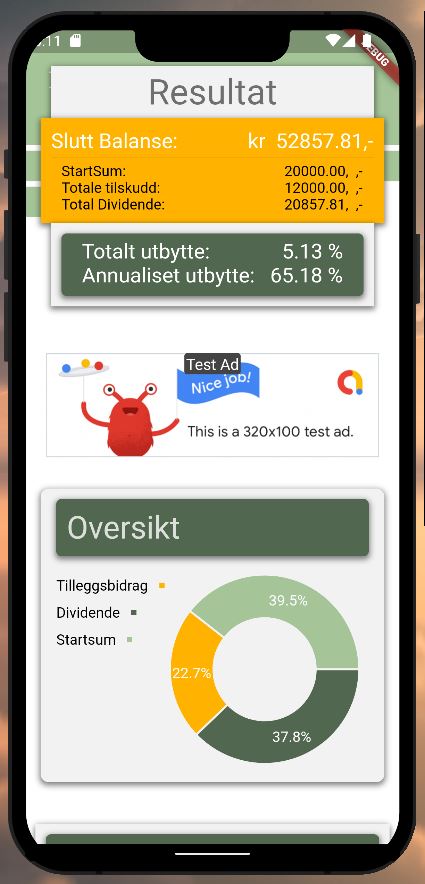 :11
DEBUG
Resultat
Slutt Balanse: kr 52857.81,-
StartSum: 20000.00, ,-
Totale tilskudd: 12000.00, ,-
Total Dividende: 20857.81, ,-
Totalt utbytte: 5.13 %
Annualiset utbytte: 65.18 %
Test Ad
Nice job!
This is a 320x100 test ad.
Oversikt
Tilleggsbidrag
Dividende
Startsum
39.5%
22.7%
37.8%